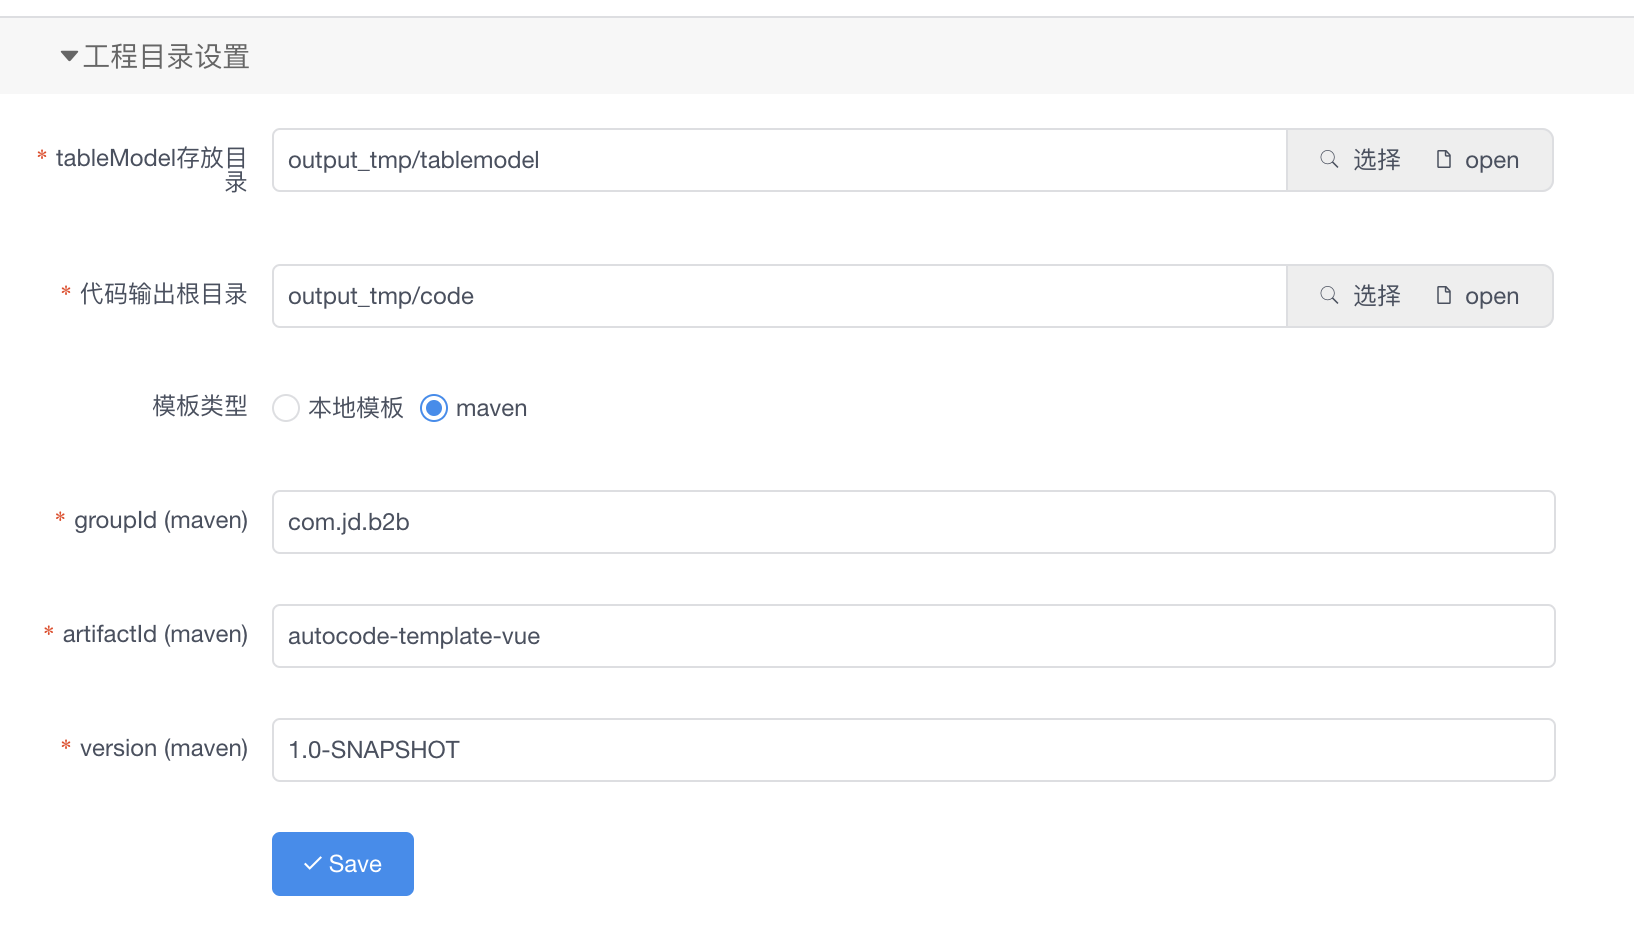 工程目录设置
* tableModel存放目录
output_tmp/tablemodel
选择 open
* 代码输出根目录
output_tmp/code
选择 open
模板类型
本地模板 maven
* groupId (maven)
com.jd.b2b
* artifactId (maven)
autocode-template-vue
* version (maven)
1.0-SNAPSHOT
Save